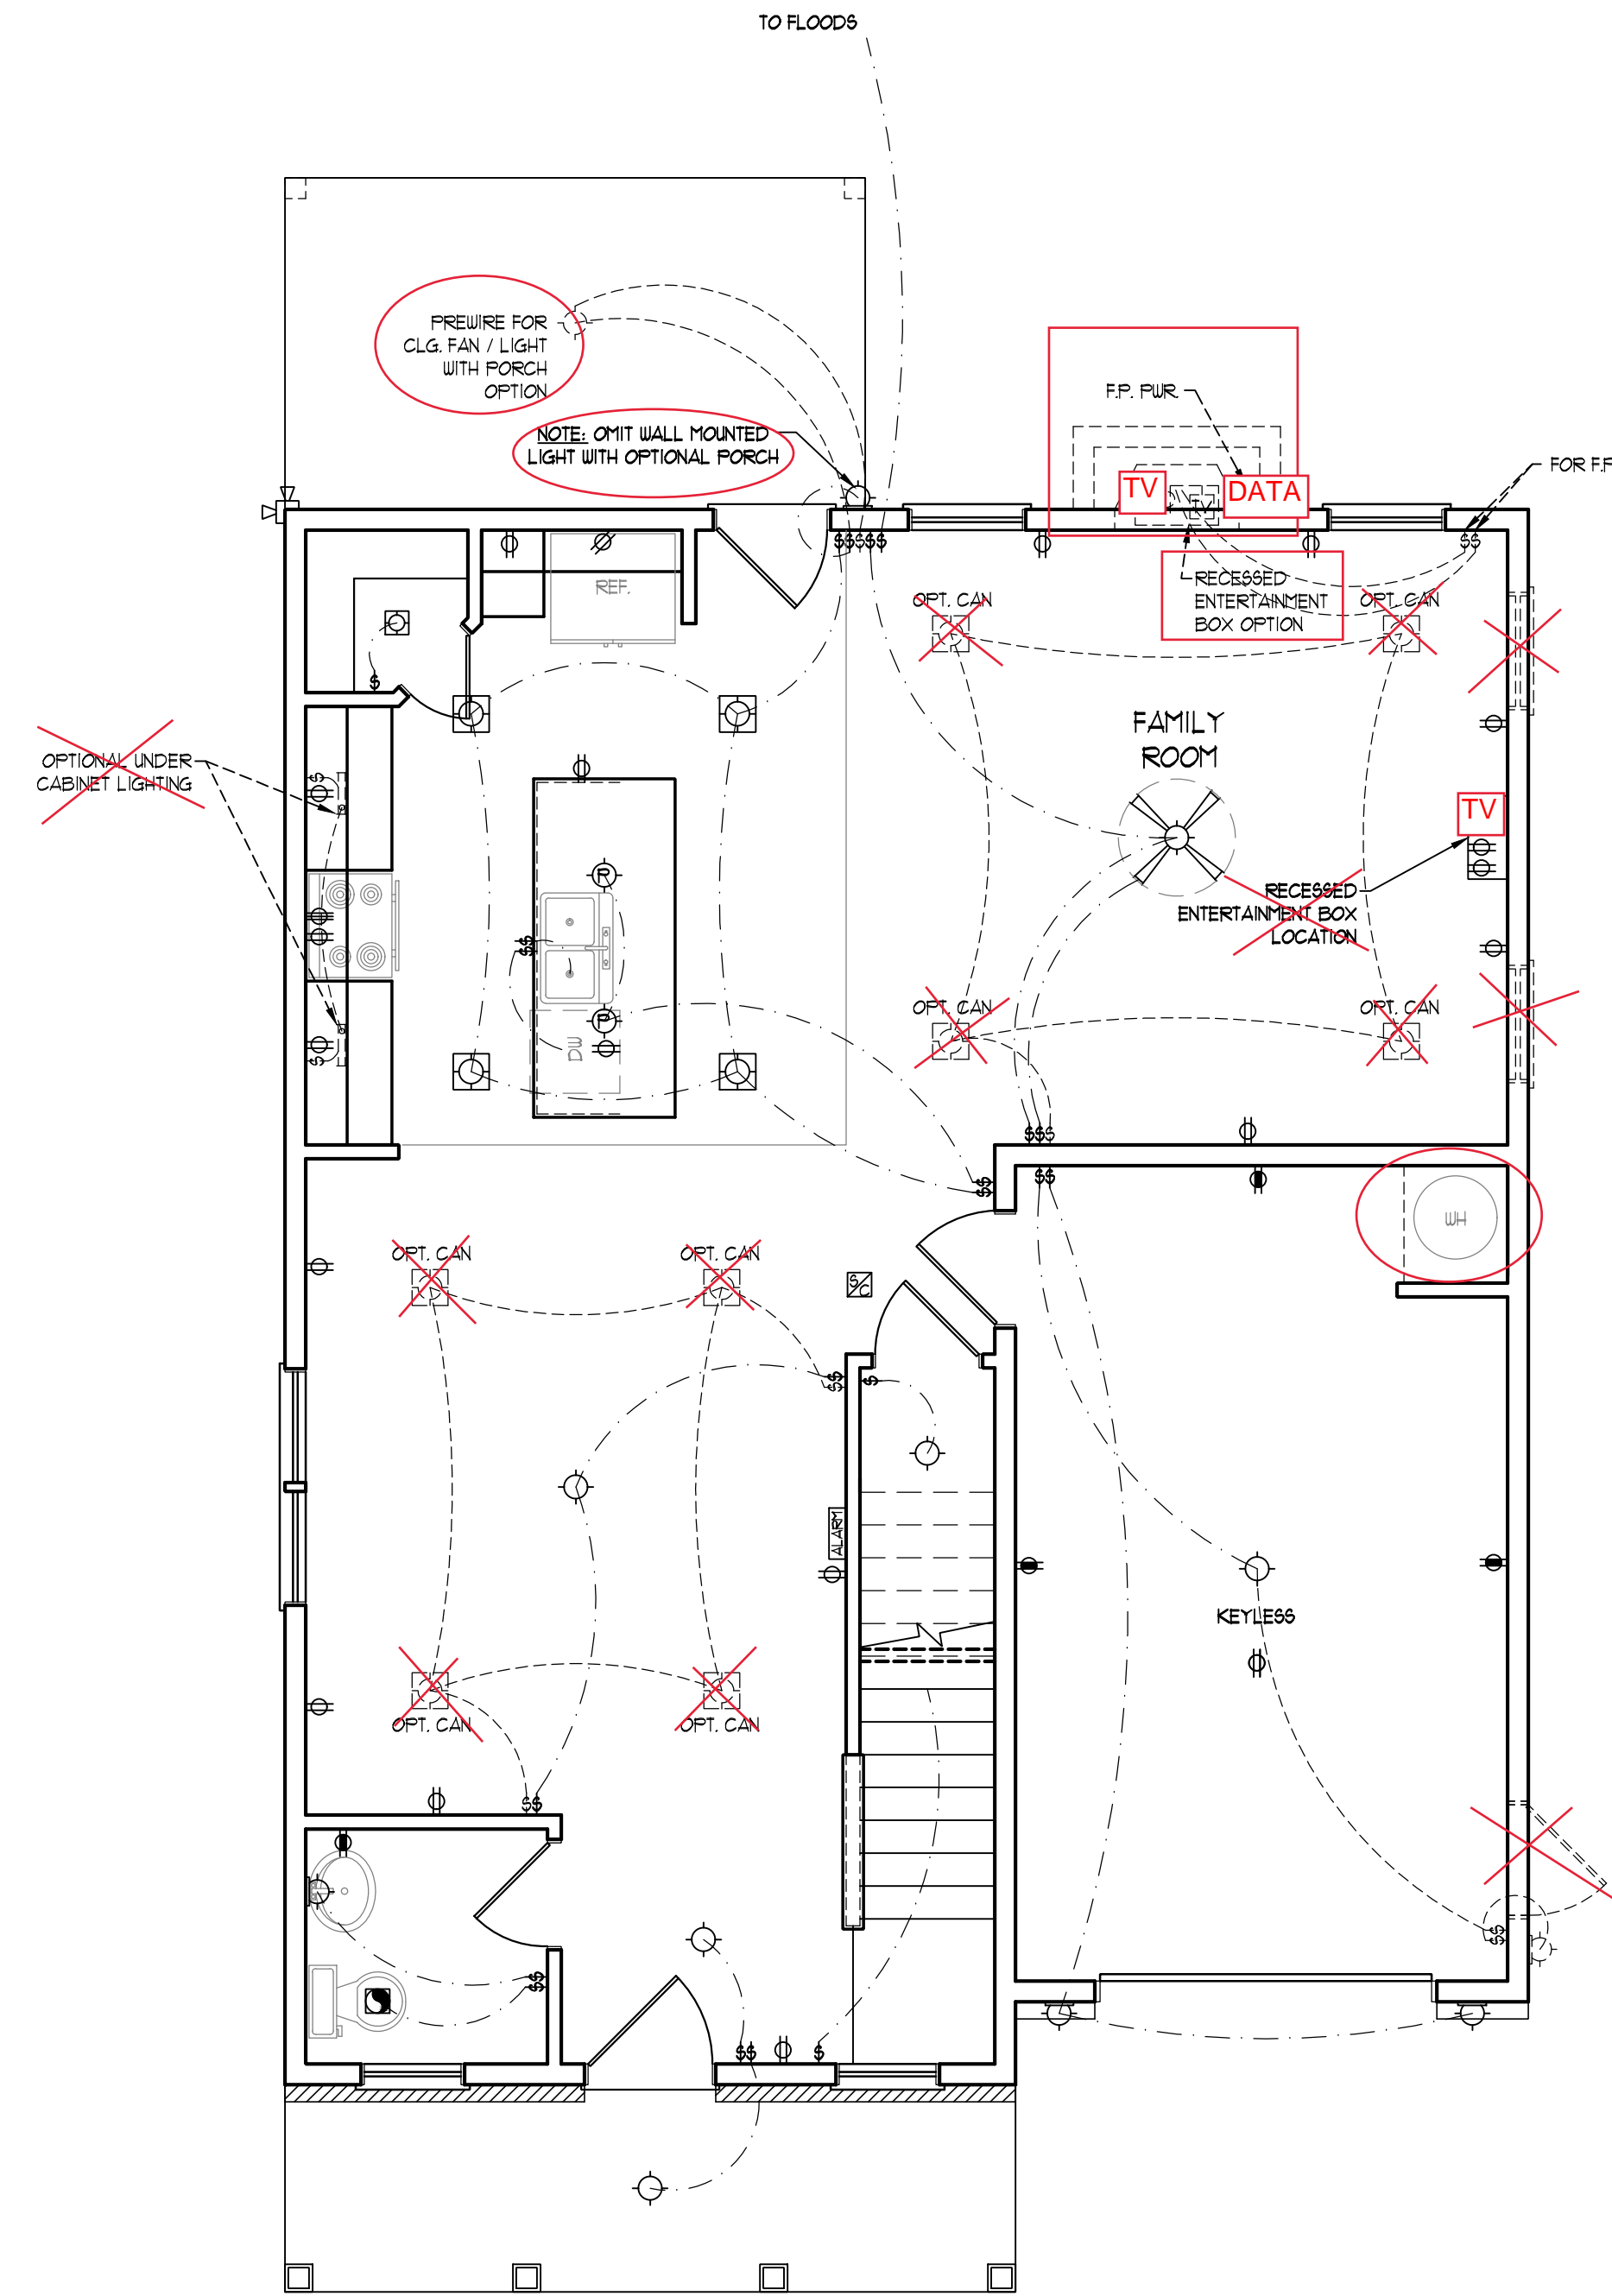 TO FLOODS
PREWIRE FOR
CLG. FAN / LIGHT
WITH PORCH
OPTION
NOTE: OMIT WALL MOUNTED
LIGHT WITH OPTIONAL PORCH
F.P. PWR.
FOR F.P
TV
DATA
$$$$$
$$
REF.
RECESSED
ENTERTAINMENT
BOX OPTION
OPT. CAN
OPT. CAN
$
FAMILY
ROOM
OPTIONAL UNDER
CABINET LIGHTING
$
TV
R
RECESSED
ENTERTAINMENT BOX
LOCATION
$$
P
DW
$
OPT. CAN
OPT. CAN
$$$
$$
$$
WH
OPT. CAN
OPT. CAN
S/C
$$
$
ALARM
KEYLESS
OPT. CAN
OPT. CAN
$$
$$
$$
$$
$